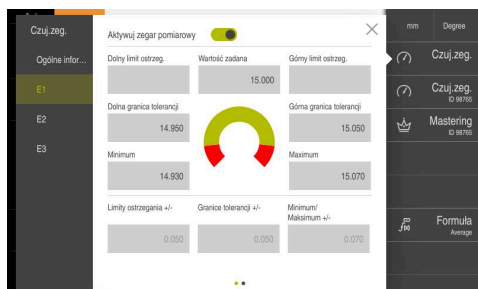 Czuj.zeg.
Ogólne infor...
E1
E2
E3
Aktywuj zegar pomiarowy
Dolny limit ostrzeg.
Wartość zadana
Górny limit ostrzeg.
15.000
Dolna granica tolerancji
Górna granica tolerancji
14.950
15.050
Minimum
Maximum
14.930
15.070
Limity ostrzegania +/-
Granice tolerancji +/-
Minimum/
Maksimum +/-
0.050
0.050
0.070
mm
Degree
Czuj.zeg.
Czuj.zeg.
ID 98765
Mastering
ID 98765
Formuła
Average